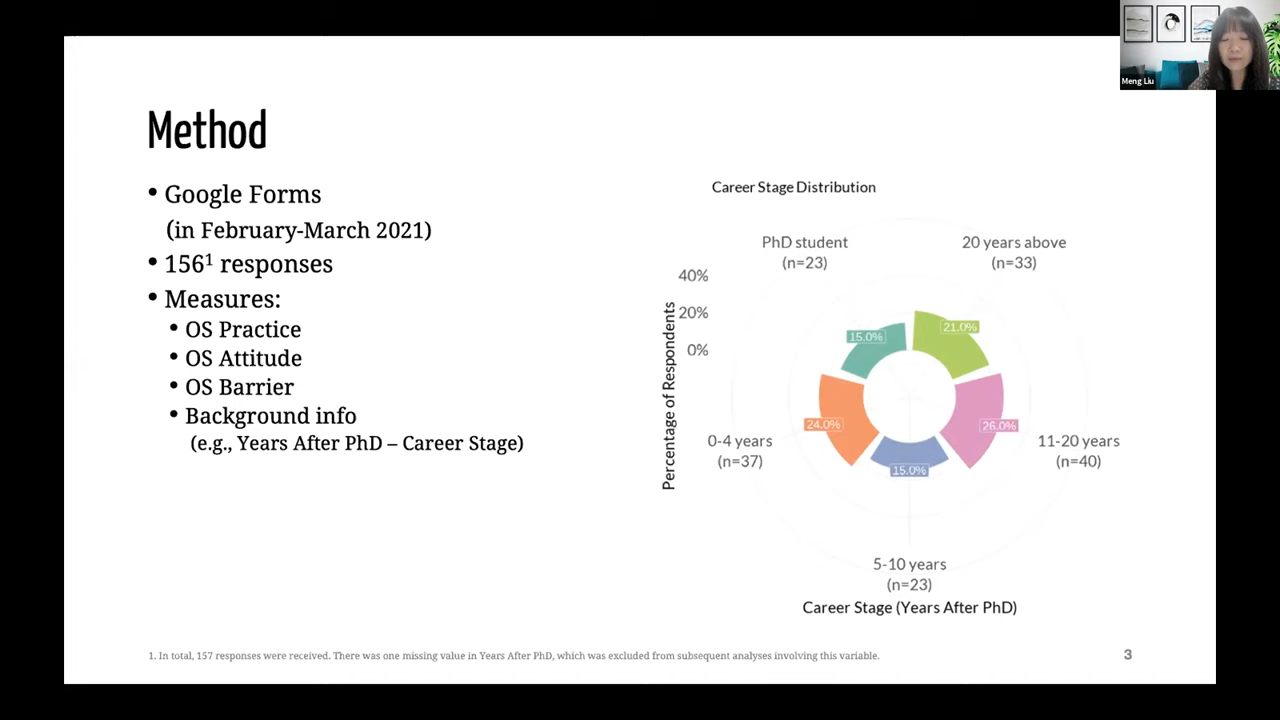 Meng Liu
Method
• Google Forms
(in February-March 2021)
• 156¹ responses
• Measures:
• OS Practice
• OS Attitude
• OS Barrier
• Background info
(e.g., Years After PhD – Career Stage)
Career Stage Distribution
PhD student
(n=23)
20 years above
(n=33)
40%
20%
0%
Percentage of Respondents
15.0%
21.0%
24.0%
26.0%
15.0%
0-4 years
(n=37)
11-20 years
(n=40)
5-10 years
(n=23)
Career Stage (Years After PhD)
1. In total, 157 responses were received. There was one missing value in Years After PhD, which was excluded from subsequent analyses involving this variable.
3